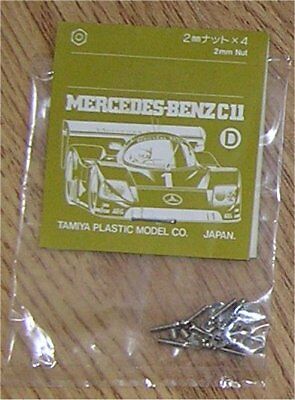 2㎜ナット×4
2mm Nut
MERCEDES-BENZ C11
D
1
TAMIYA PLASTIC MODEL CO. JAPAN.